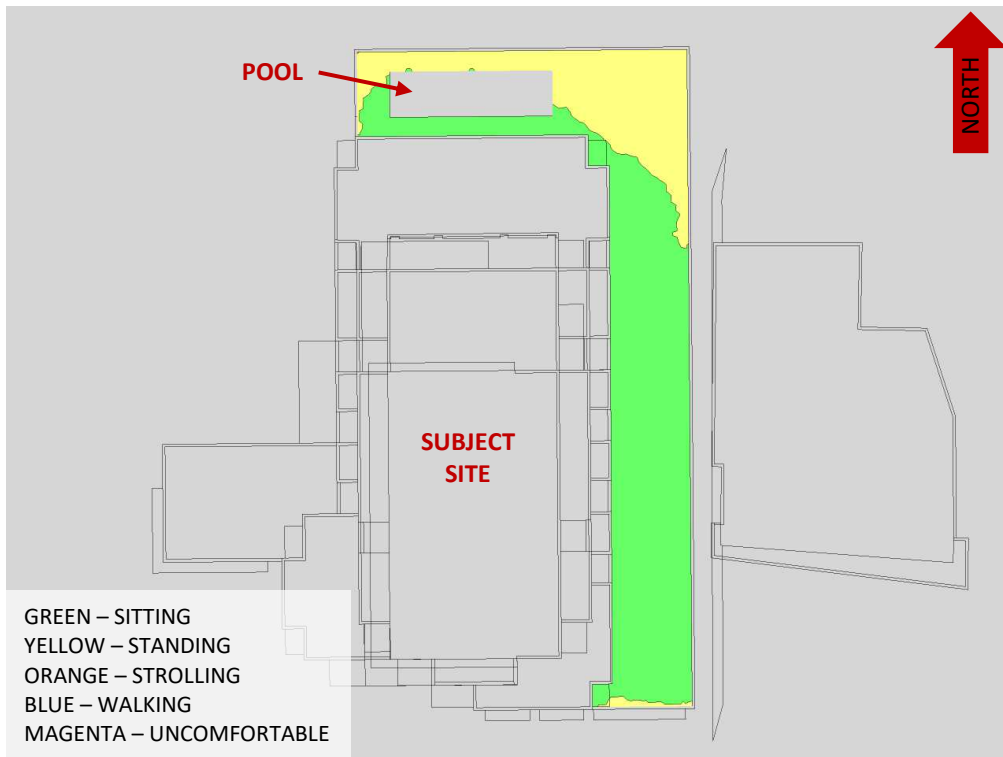 POOL
NORTH
SUBJECT
SITE
GREEN – SITTING
YELLOW – STANDING
ORANGE – STROLLING
BLUE – WALKING
MAGENTA – UNCOMFORTABLE